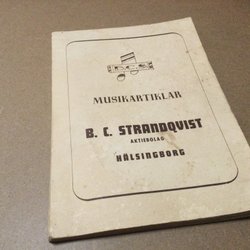 MUSIKARTIKLAR
B. C. STRANDQVIST
AKTIEBOLAG
HÄLSINGBORG